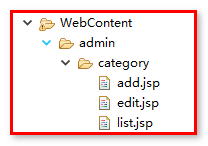 WebContent
admin
category
add.jsp
edit.jsp
list.jsp